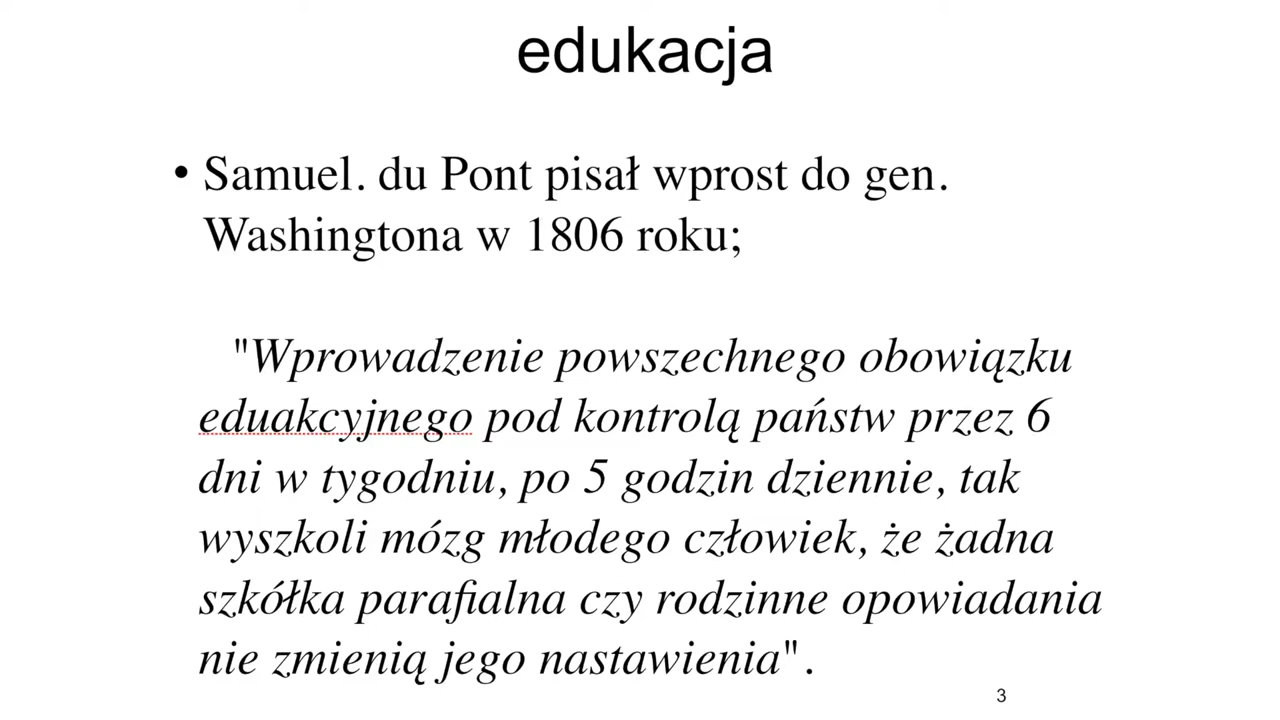 edukacja
• Samuel. du Pont pisał wprost do gen.
Washingtona w 1806 roku;
"Wprowadzenie powszechnego obowiązku
eduakcyjnego pod kontrolą państw przez 6
dni w tygodniu, po 5 godzin dziennie, tak
wyszkoli mózg młodego człowiek, że żadna
szkółka parafialna czy rodzinne opowiadania
nie zmienią jego nastawienia".
3